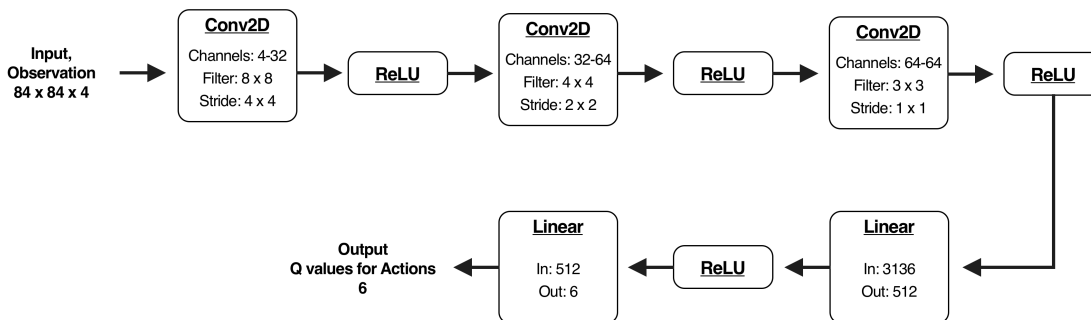 Input,
Observation
84 x 84 x 4
Conv2D
Channels: 4-32
Filter: 8 x 8
Stride: 4 x 4
ReLU
Conv2D
Channels: 32-64
Filter: 4 x 4
Stride: 2 x 2
ReLU
Conv2D
Channels: 64-64
Filter: 3 x 3
Stride: 1 x 1
ReLU
Linear
In: 3136
Out: 512
ReLU
Linear
In: 512
Out: 6
Output
Q values for Actions
6